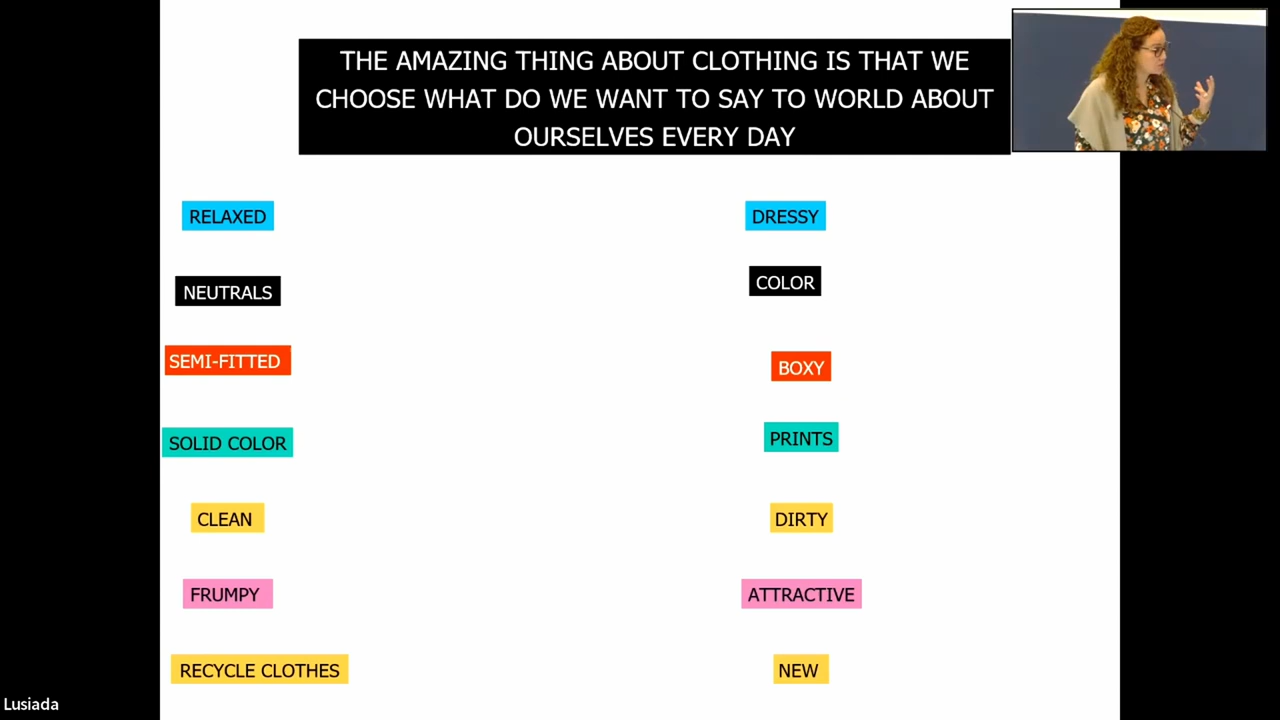 THE AMAZING THING ABOUT CLOTHING IS THAT WE
CHOOSE WHAT DO WE WANT TO SAY TO WORLD ABOUT
OURSELVES EVERY DAY
RELAXED
DRESSY
NEUTRALS
COLOR
SEMI-FITTED
BOXY
SOLID COLOR
PRINTS
CLEAN
DIRTY
FRUMPY
ATTRACTIVE
RECYCLE CLOTHES
NEW
Lusiada